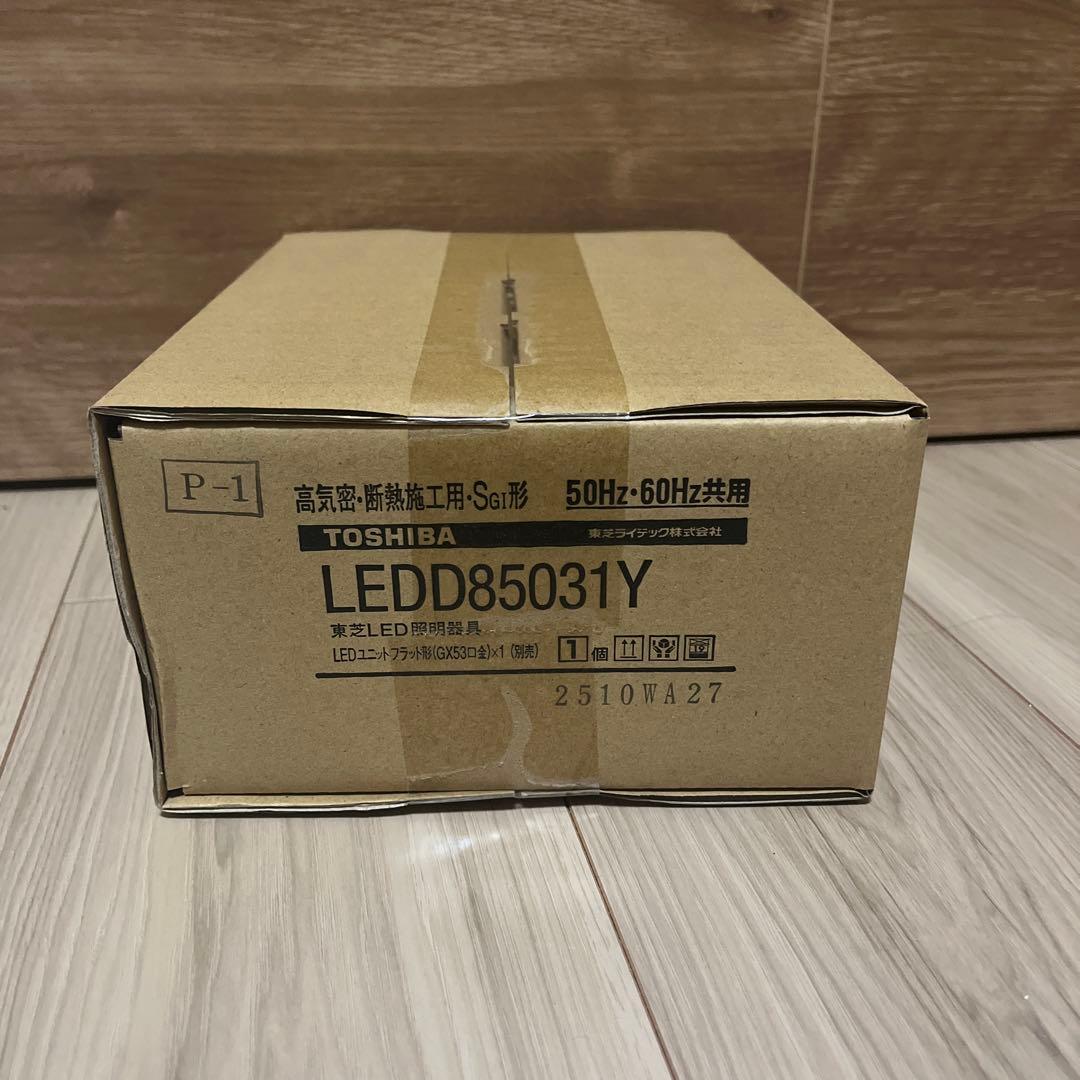 P-1
高気密・断熱施工用・SGI形 50Hz・60Hz共用
TOSHIBA 東芝ライテック株式会社
LEDD85031Y
東芝LED照明器具
LEDユニットフラット形(GX53口金)×1 (別売) 1個
2510WA27